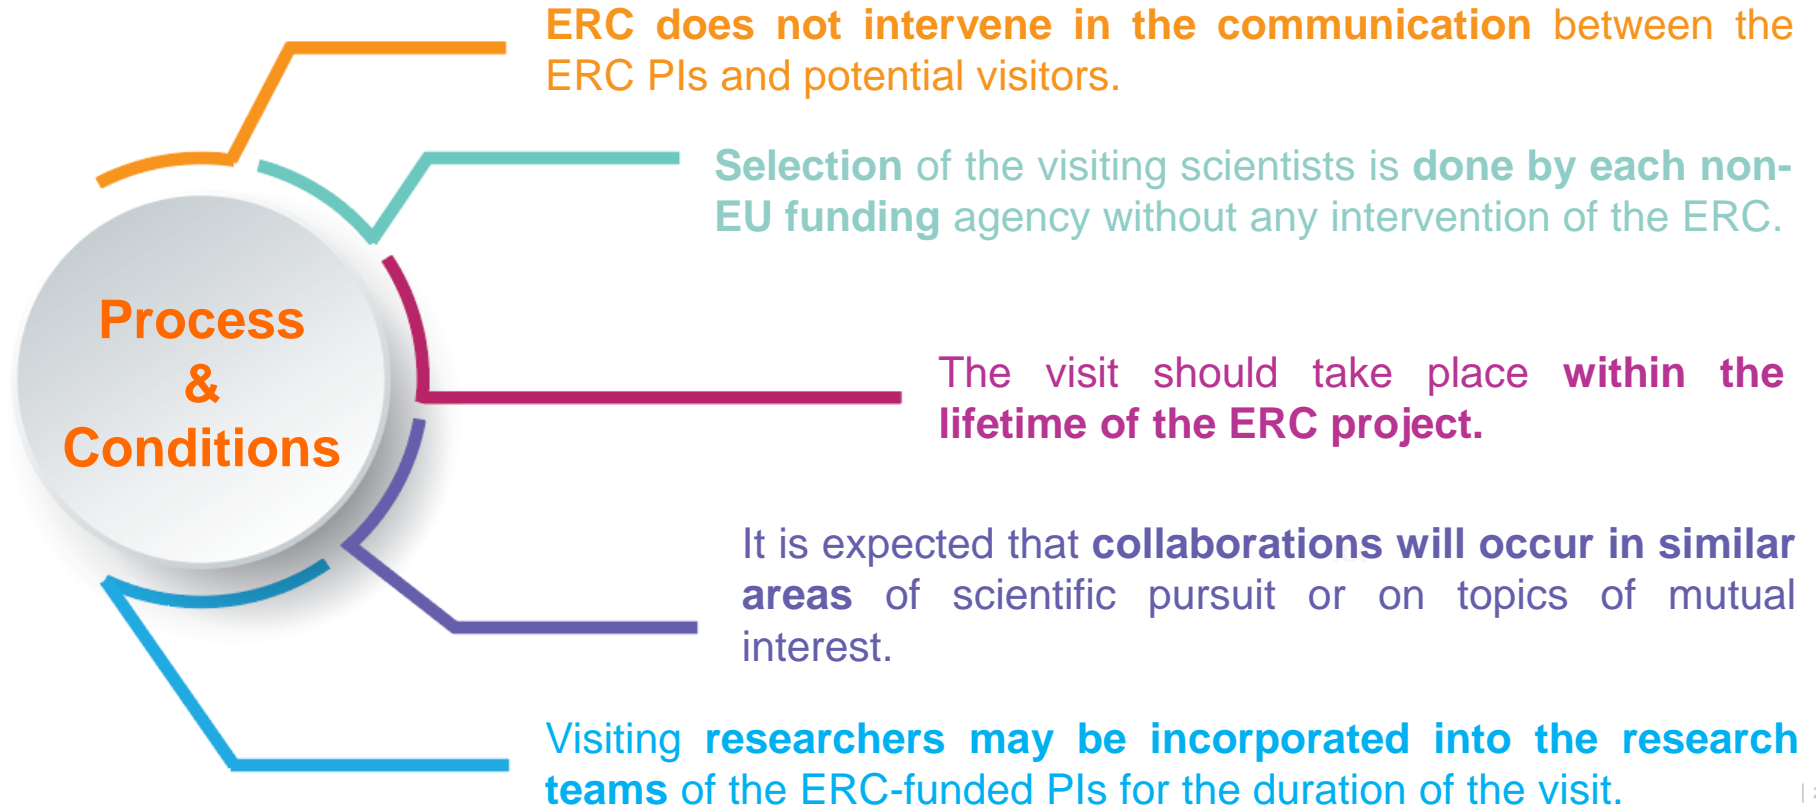 ERC does not intervene in the communication between the
ERC PIs and potential visitors.
Selection of the visiting scientists is done by each non-
EU funding agency without any intervention of the ERC.
Process
&
Conditions
The visit should take place within the
lifetime of the ERC project.
It is expected that collaborations will occur in similar
areas of scientific pursuit or on topics of mutual
interest.
Visiting researchers may be incorporated into the research
teams of the ERC-funded PIs for the duration of the visit.